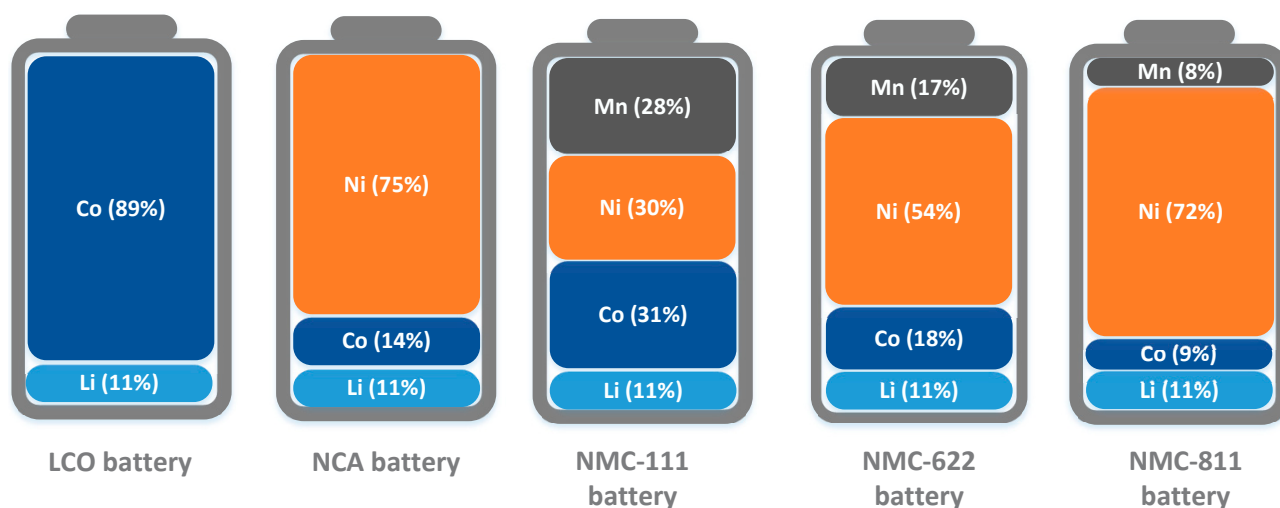 Co (89%)
Li (11%)
LCO battery
Ni (75%)
Co (14%)
Li (11%)
NCA battery
Mn (28%)
Ni (30%)
Co (31%)
Li (11%)
NMC-111
battery
Mn (17%)
Ni (54%)
Co (18%)
Li (11%)
NMC-622
battery
Mn (8%)
Ni (72%)
Co (9%)
Li (11%)
NMC-811
battery